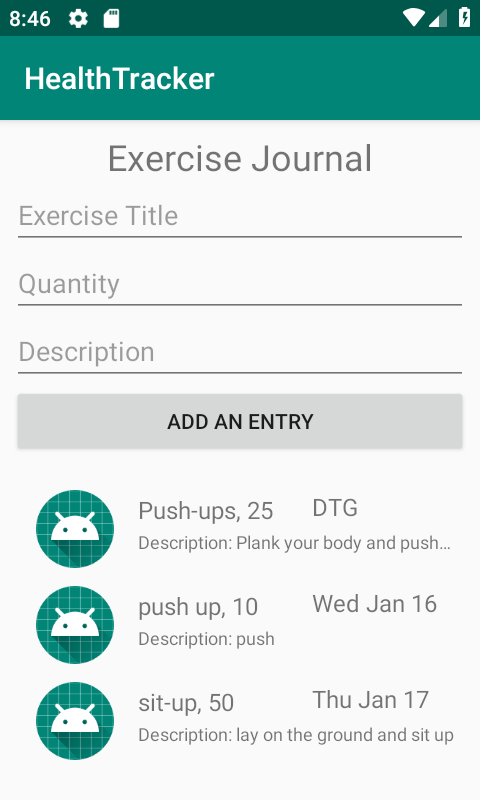 8:46
HealthTracker
Exercise Journal
Exercise Title
Quantity
Description
ADD AN ENTRY
Push-ups, 25 DTG
Description: Plank your body and push…
push up, 10 Wed Jan 16
Description: push
sit-up, 50 Thu Jan 17
Description: lay on the ground and sit up